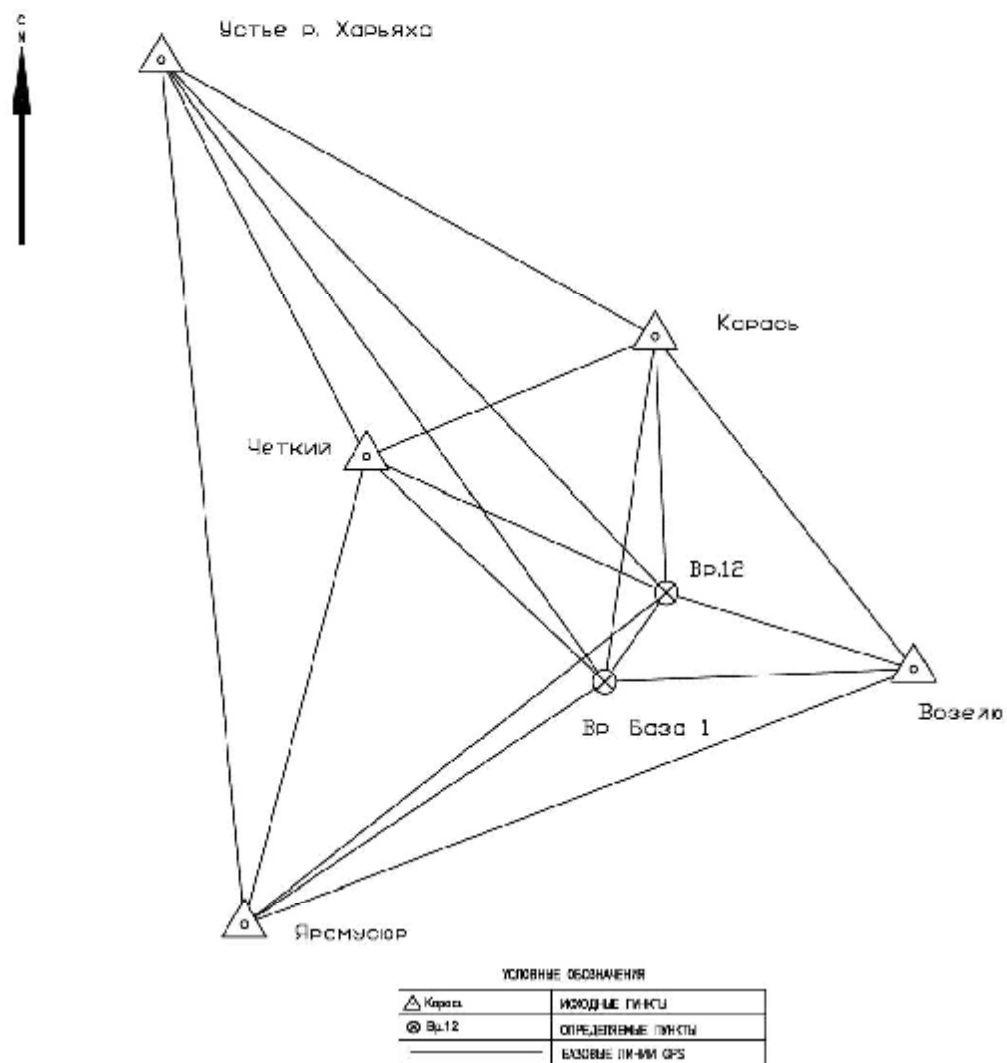 С
N
Устье р. Харьяха
Карась
Четкий
Вр.12
Возелю
Вр База 1
Ярсмусюр
УСЛОВНЫЕ ОБОЗНАЧЕНИЯ
Карась ИСХОДНЫЕ ПУНКТЫ
Вр.12 ОПРЕДЕЛЯЕМЫЕ ПУНКТЫ
БАЗОВЫЕ ЛИНИИ GPS